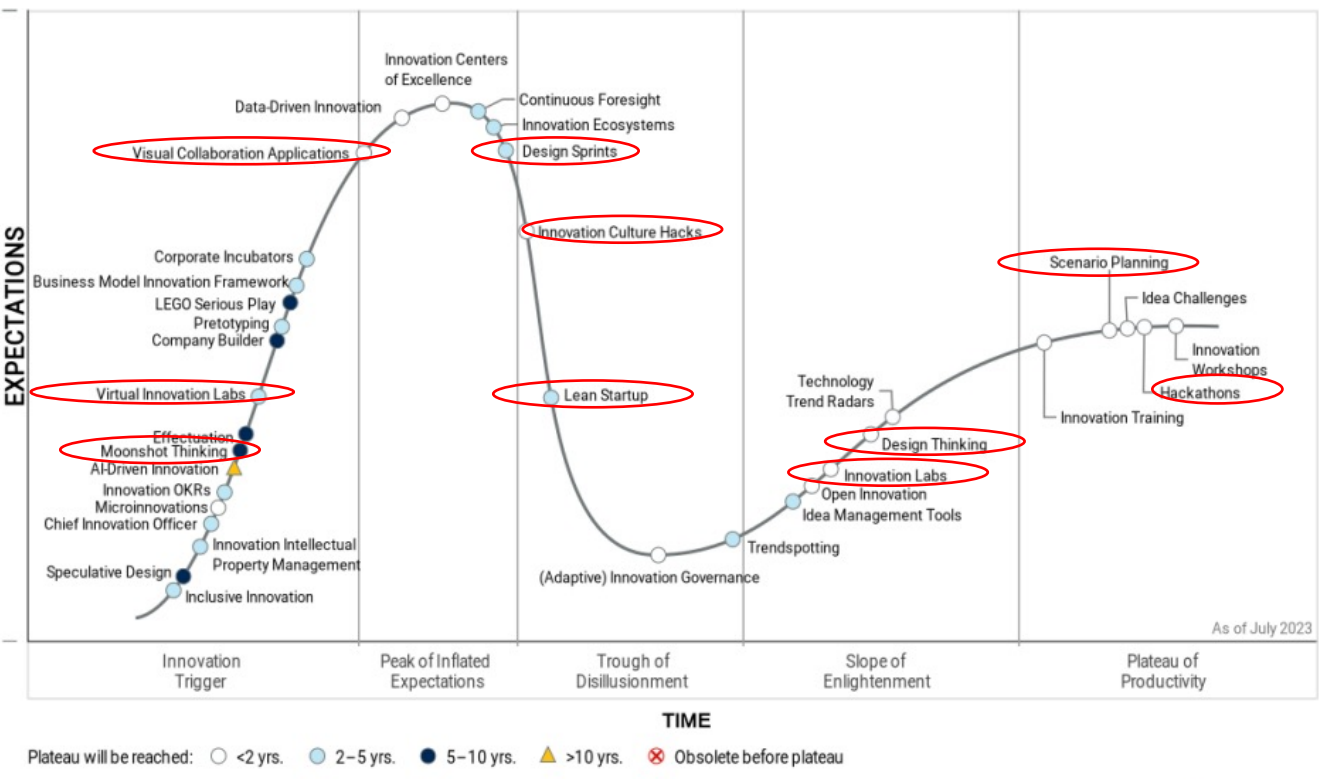 Innovation Centers
of Excellence
Data-Driven Innovation
Continuous Foresight
Innovation Ecosystems
Visual Collaboration Applications
Design Sprints
Innovation Culture Hacks
Corporate Incubators
Business Model Innovation Framework
LEGO Serious Play
Pretotyping
Company Builder
Virtual Innovation Labs
Effectuation
Moonshot Thinking
AI-Driven Innovation
Innovation OKRs
Microinnovations
Chief Innovation Officer
Innovation Intellectual
Property Management
Speculative Design
Inclusive Innovation
Lean Startup
(Adaptive) Innovation Governance
Trendspotting
Idea Management Tools
Open Innovation
Innovation Labs
Design Thinking
Technology
Trend Radars
Scenario Planning
Idea Challenges
Innovation
Workshops
Hackathons
Innovation Training
EXPECTATIONS
As of July 2023
Innovation
Trigger
Peak of Inflated
Expectations
Trough of
Disillusionment
Slope of
Enlightenment
Plateau of
Productivity
TIME
Plateau will be reached: <2 yrs. 2–5 yrs. 5–10 yrs. >10 yrs. Obsolete before plateau